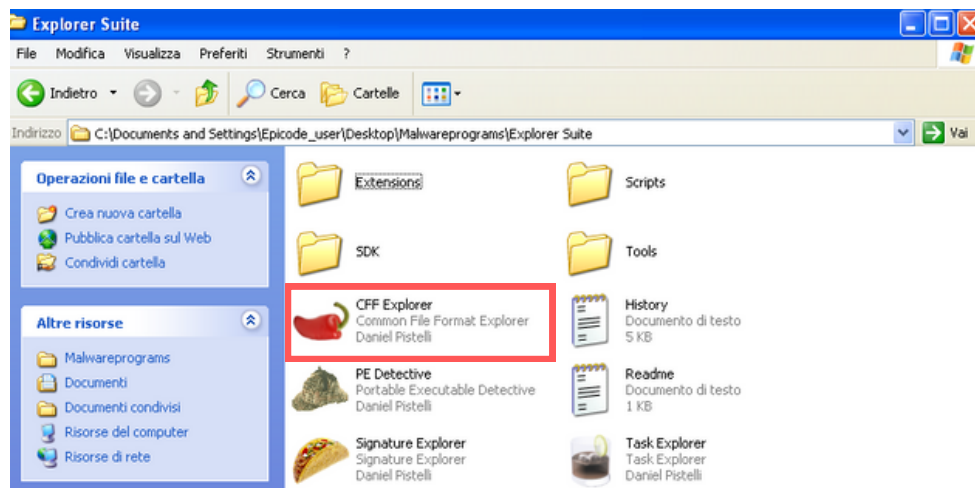 Explorer Suite
File Modifica Visualizza Preferiti Strumenti ?
Indietro Cerca Cartelle
Indirizzo C:\Documents and Settings\Epicode_user\Desktop\Malwareprograms\Explorer Suite Vai
Operazioni file e cartella
Crea nuova cartella
Pubblica cartella sul Web
Condividi cartella
Altre risorse
Malwareprograms
Documenti
Documenti condivisi
Risorse del computer
Risorse di rete
Extensions
Scripts
SDK
Tools
CFF Explorer
Common File Format Explorer
Daniel Pistelli
History
Documento di testo
5 KB
PE Detective
Portable Executable Detective
Daniel Pistelli
Readme
Documento di testo
1 KB
Signature Explorer
Signature Explorer
Daniel Pistelli
Task Explorer
Task Explorer
Daniel Pistelli